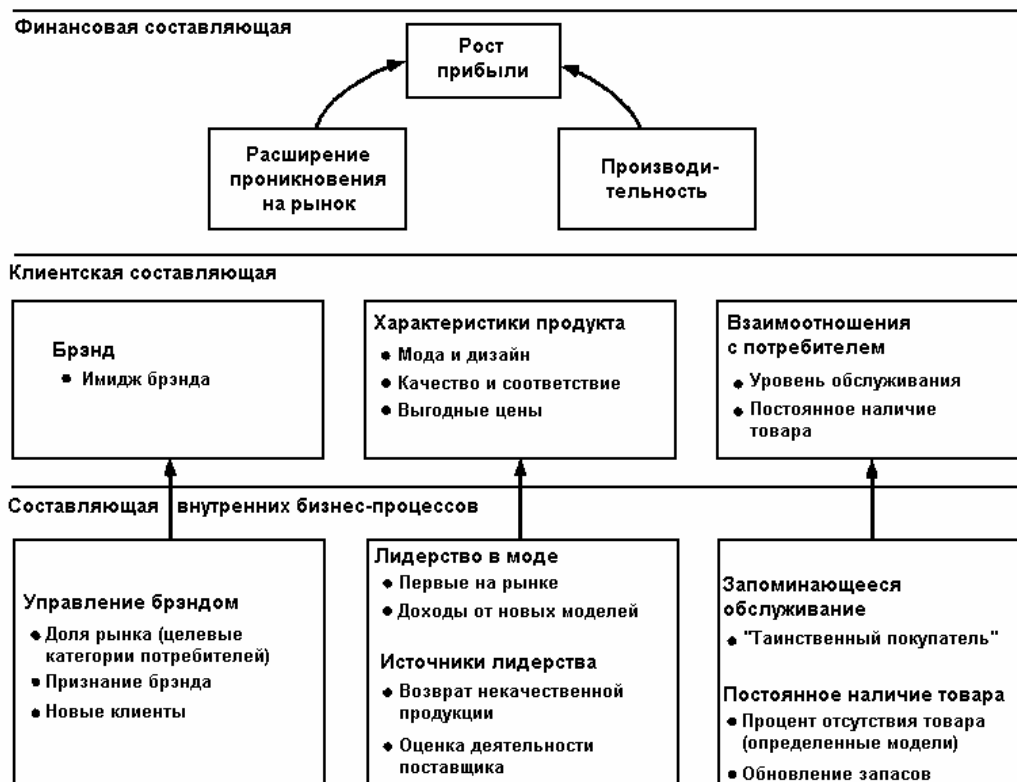 Финансовая составляющая
Рост
прибыли
Расширение
проникновения
на рынок
Производи-
тельность
Клиентская составляющая
Брэнд
• Имидж брэнда
Характеристики продукта
• Мода и дизайн
• Качество и соответствие
• Выгодные цены
Взаимоотношения
с потребителем
• Уровень обслуживания
• Постоянное наличие
товара
Составляющая внутренних бизнес-процессов
Управление брэндом
• Доля рынка (целевые
категории потребителей)
• Признание брэнда
• Новые клиенты
Лидерство в моде
• Первые на рынке
• Доходы от новых моделей
Источники лидерства
• Возврат некачественной
продукции
• Оценка деятельности
поставщика
Запоминающееся
обслуживание
• "Таинственный покупатель"
Постоянное наличие товара
• Процент отсутствия товара
(определенные модели)
• Обновление запасов